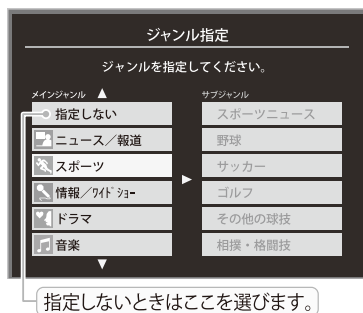 ジャンル指定
ジャンルを指定してください。
メインジャンル
指定しない
ニュース／報道
スポーツ
情報／ワイドショー
ドラマ
音楽
サブジャンル
スポーツニュース
野球
サッカー
ゴルフ
その他の球技
相撲・格闘技
指定しないときはここを選びます。